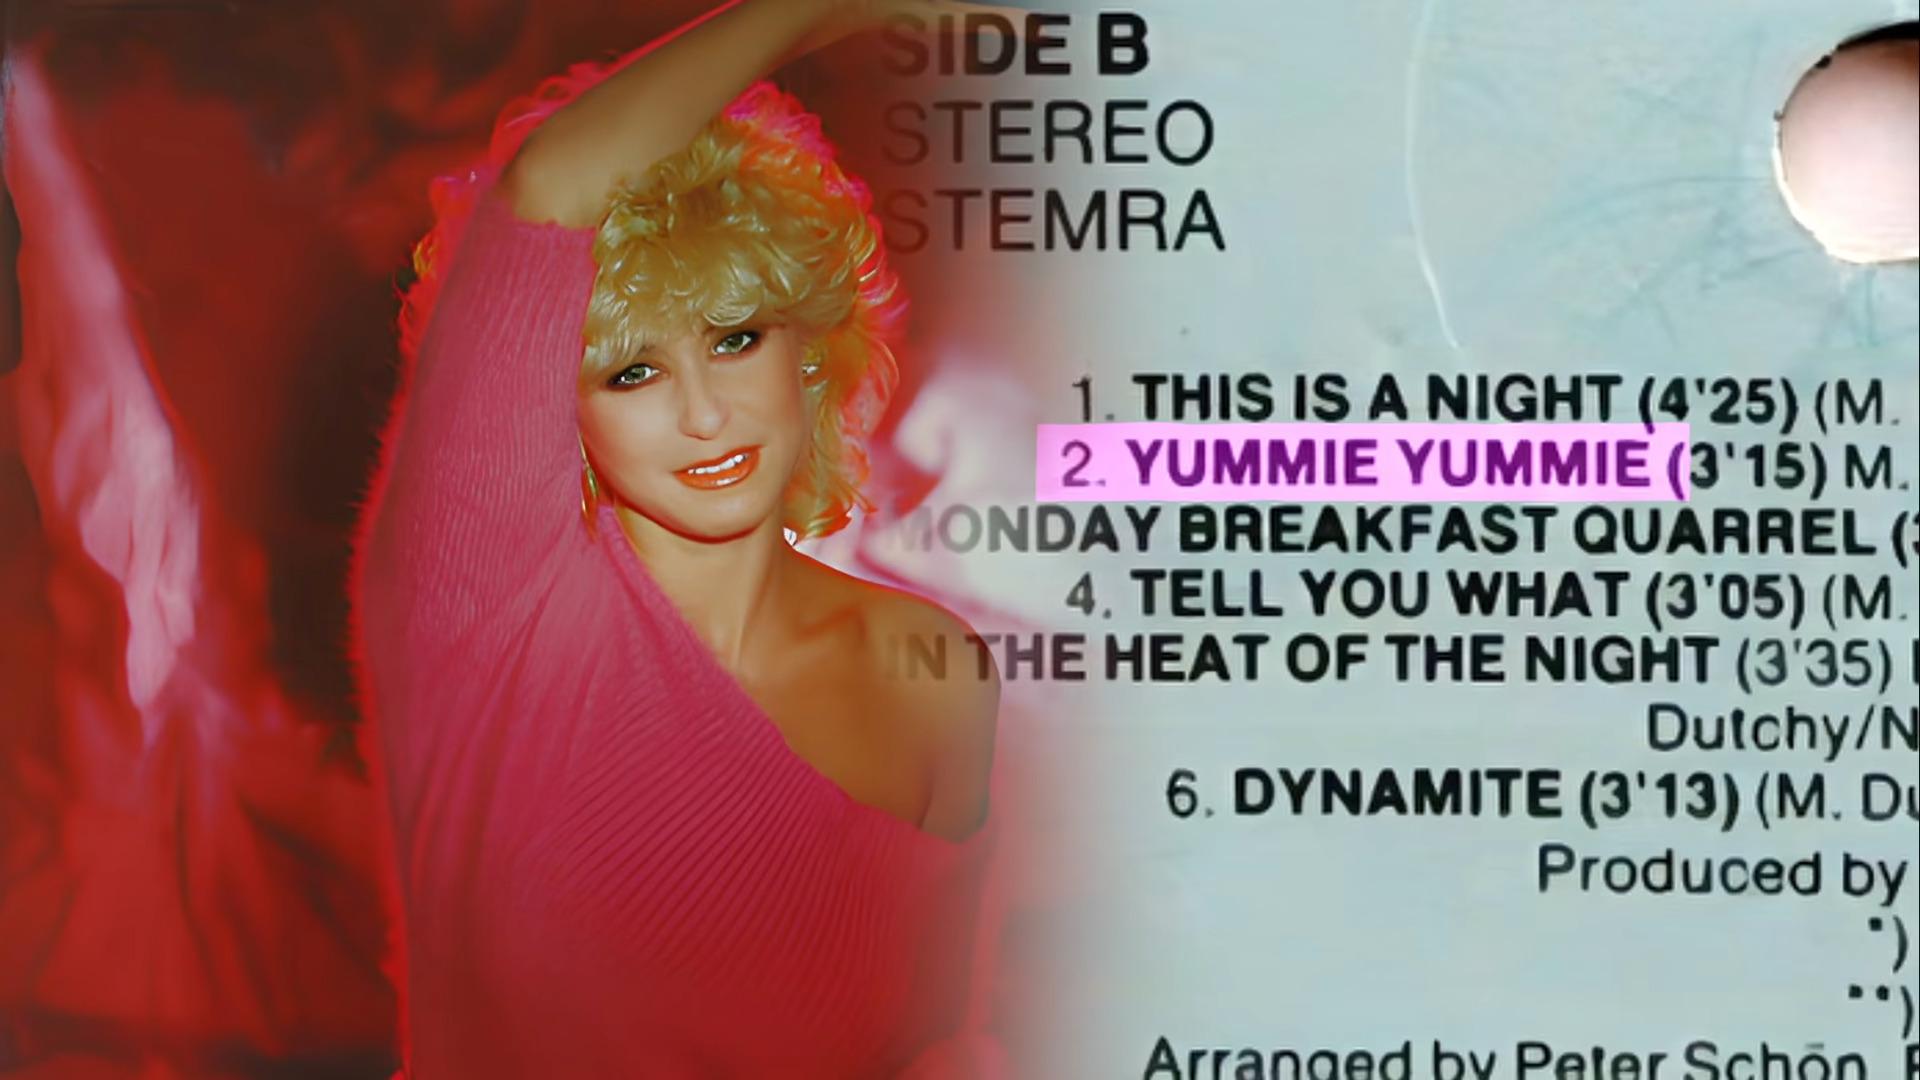 SIDE B
STEREO
STEMRA
1. THIS IS A NIGHT (4'25) (M.
2. YUMMIE YUMMIE (3'15) M.
MONDAY BREAKFAST QUARREL (3
4. TELL YOU WHAT (3'05) (M.
IN THE HEAT OF THE NIGHT (3'35)
Dutchy/N
6. DYNAMITE (3'13) (M. Du
Produced by
*)
**)
Arranged by Peter Schön,